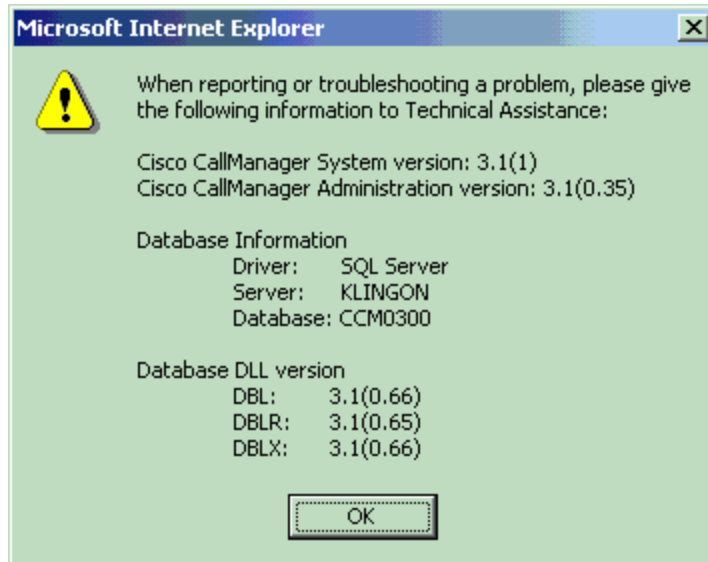 Microsoft Internet Explorer
When reporting or troubleshooting a problem, please give
the following information to Technical Assistance:
Cisco CallManager System version: 3.1(1)
Cisco CallManager Administration version: 3.1(0.35)
Database Information
Driver: SQL Server
Server: KLINGON
Database: CCM0300
Database DLL version
DBL: 3.1(0.66)
DBLR: 3.1(0.65)
DBLX: 3.1(0.66)
OK